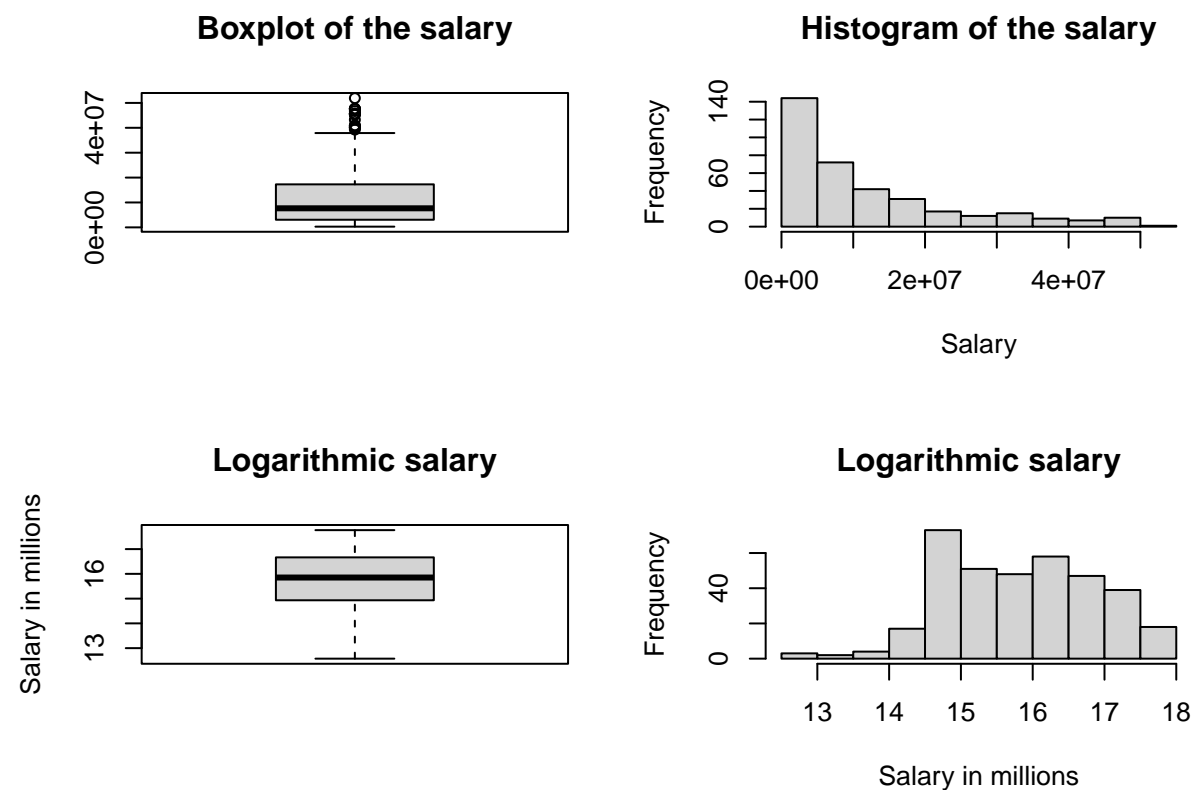 Boxplot of the salary
0e+00 4e+07
Histogram of the salary
Frequency
0 60 140
0e+00 2e+07 4e+07
Salary
Logarithmic salary
Salary in millions
13 16
Logarithmic salary
Frequency
0 40
13 14 15 16 17 18
Salary in millions